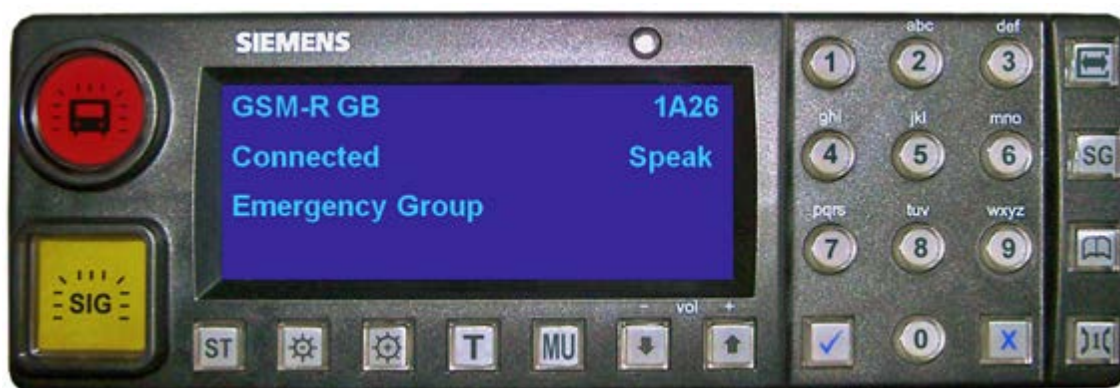 SIEMENS
GSM-R GB 1A26
Connected Speak
Emergency Group
SIG
ST
T
MU
- vol +
1
abc
2
def
3
ghi
4
jkl
5
mno
6
pqrs
7
tuv
8
wxyz
9
✓
0
X
SG
)1(